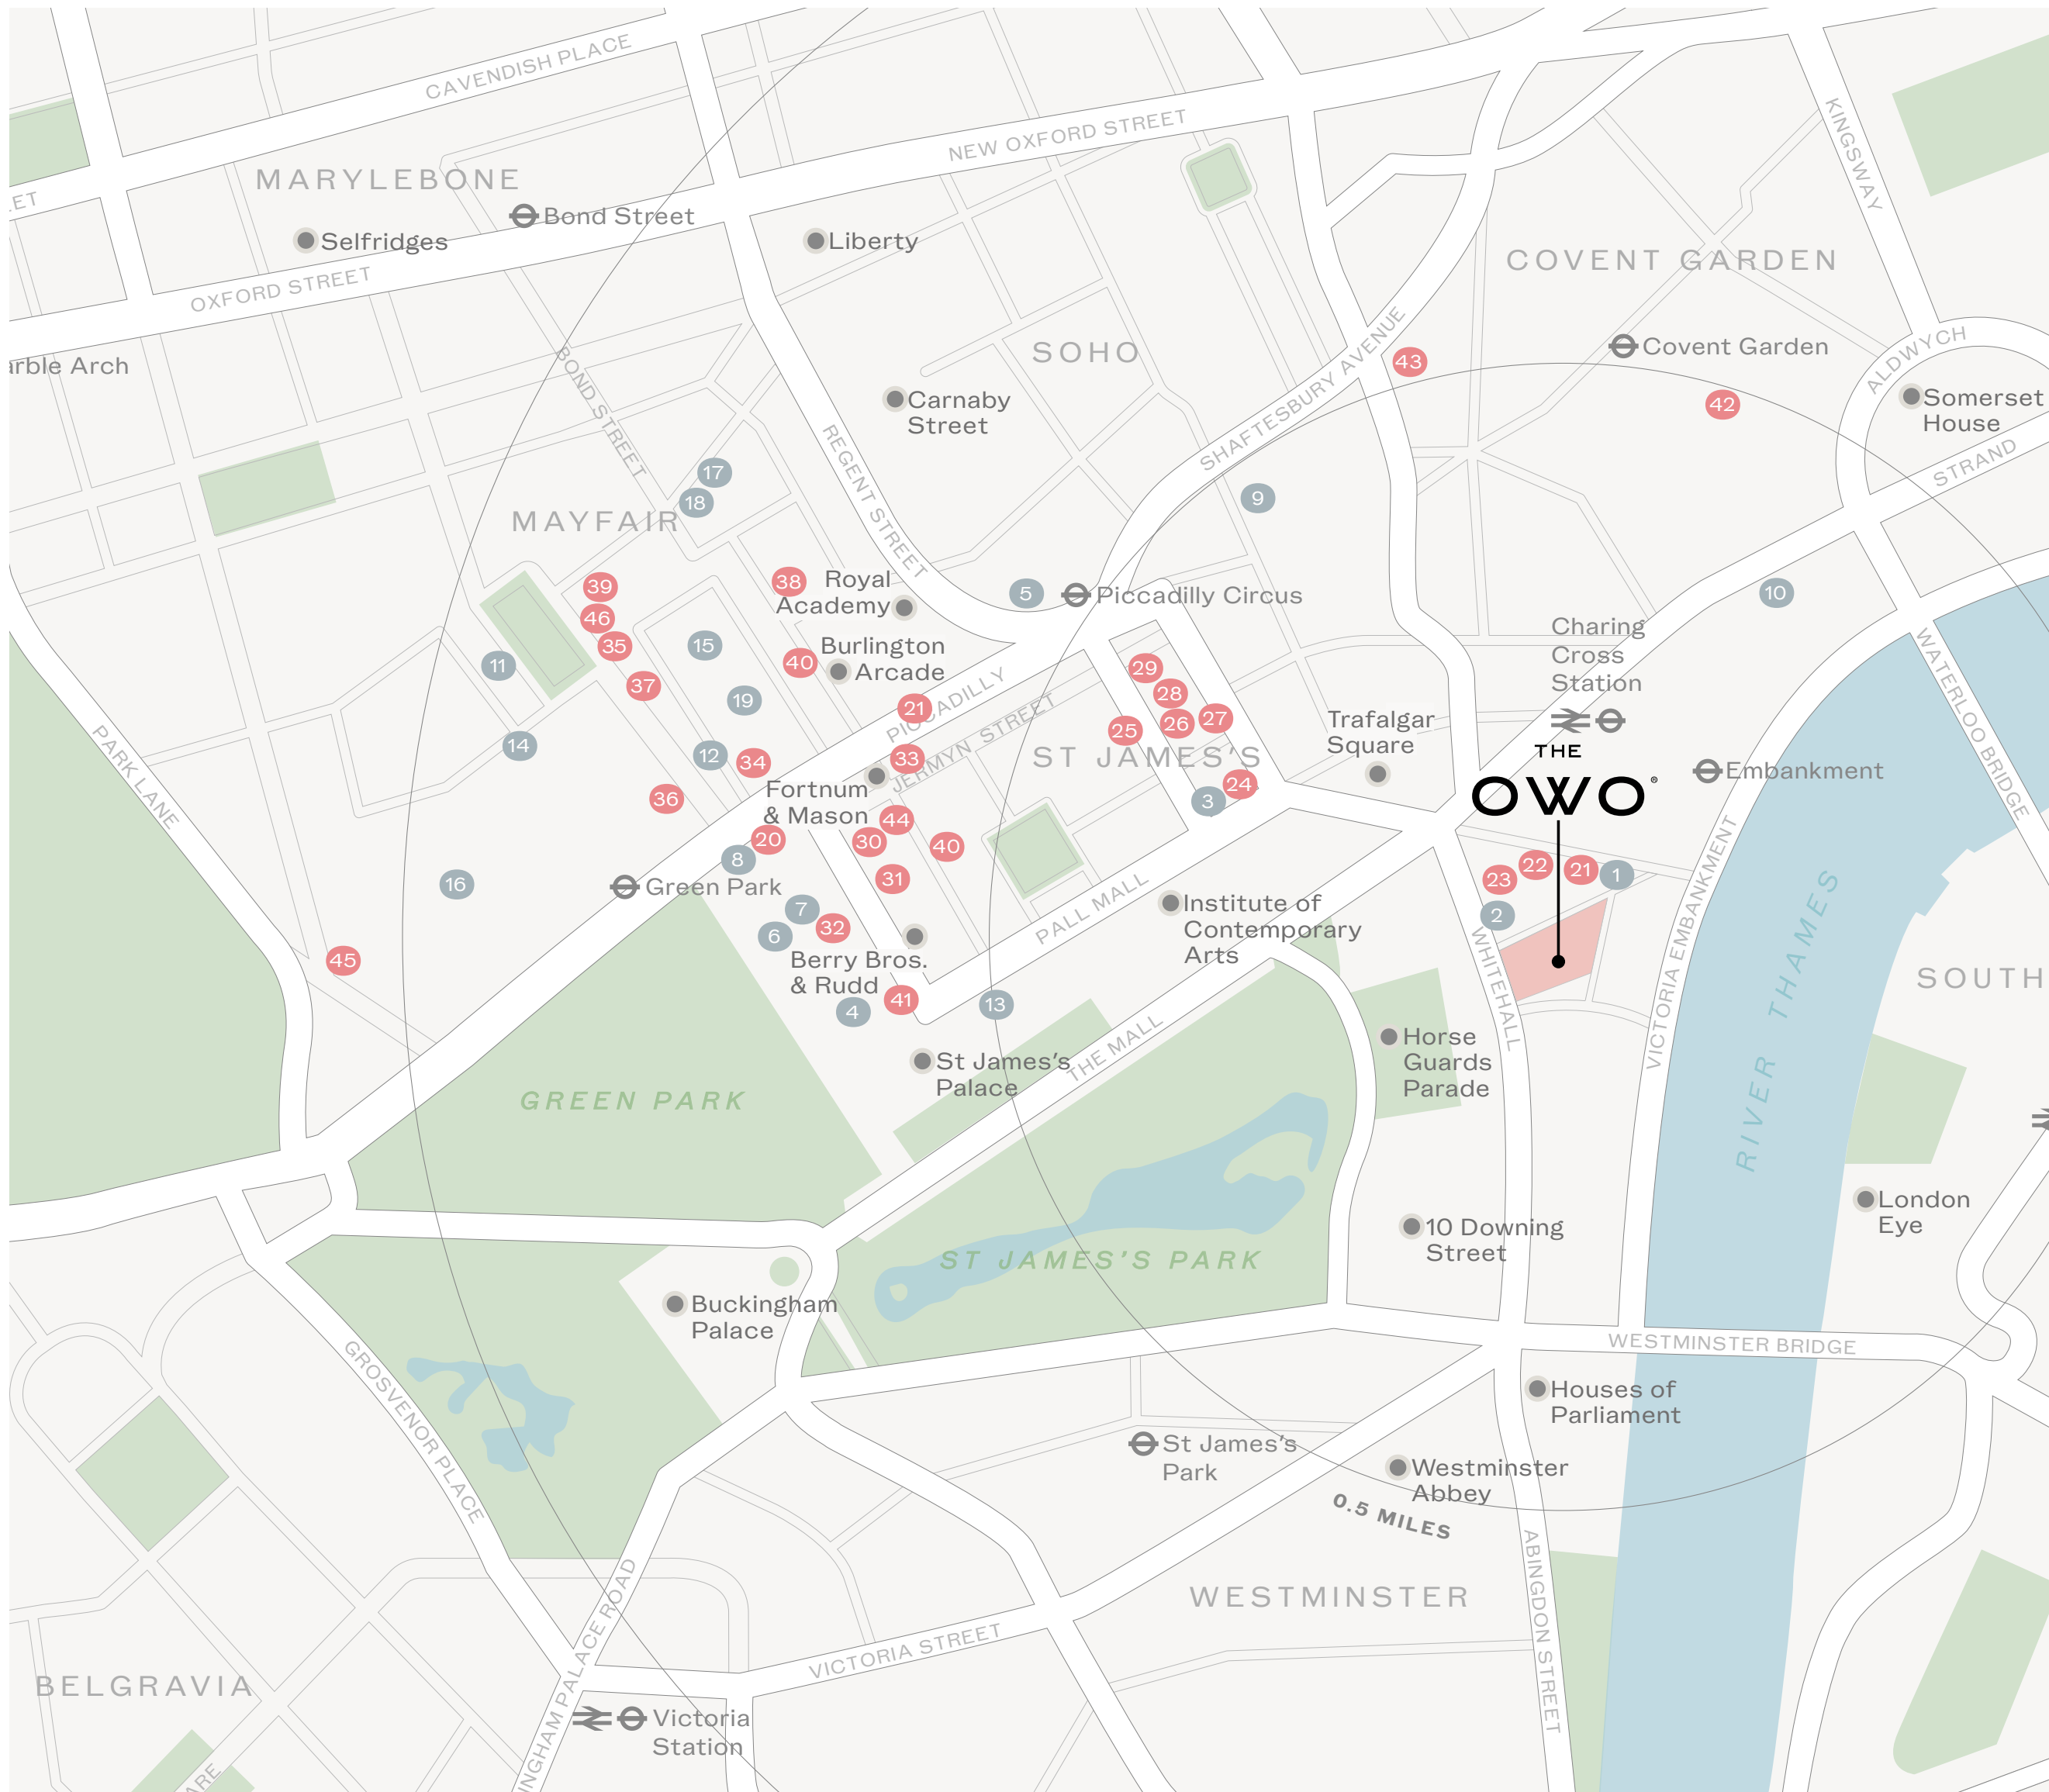 CAVENDISH PLACE
KINGSWAY
NEW OXFORD STREET
MARYLEBONE
ET
Bond Street
Selfridges
Liberty
COVENT GARDEN
OXFORD STREET
SOHO
Covent Garden
ALDWYCH
arble Arch
43
BOND STREET
SHAFTESBURY AVENUE
Carnaby
Street
42
Somerset
House
REGENT STREET
STRAND
17
18
9
MAYFAIR
39
38
Royal
Academy
5
Piccadilly Circus
10
46
35
15
Burlington
Arcade
40
Charing
Cross
Station
11
37
29
28
WATERLOO BRIDGE
19
21
PICCADILLY
JERMYN STREET
25
26
27
Trafalgar
Square
PARK LANE
14
12
34
33
ST JAMES'S
THE
OWO®
Embankment
Fortnum
& Mason
36
24
3
20
44
30
40
8
31
16
Green Park
23
22
21
1
PALL MALL
Institute of
Contemporary
Arts
2
VICTORIA EMBANKMENT
RIVER THAMES
7
6
32
WHITEHALL
45
Berry Bros.
& Rudd
SOUTH
4
41
13
THE MALL
Horse
Guards
Parade
St James's
Palace
GREEN PARK
London
Eye
10 Downing
Street
ST JAMES'S PARK
Buckingham
Palace
WESTMINSTER BRIDGE
GROSVENOR PLACE
Houses of
Parliament
St James's
Park
Westminster
Abbey
0.5 MILES
ABINGDON STREET
WESTMINSTER
INGHAM PALACE ROAD
VICTORIA STREET
BELGRAVIA
Victoria
Station
ARE